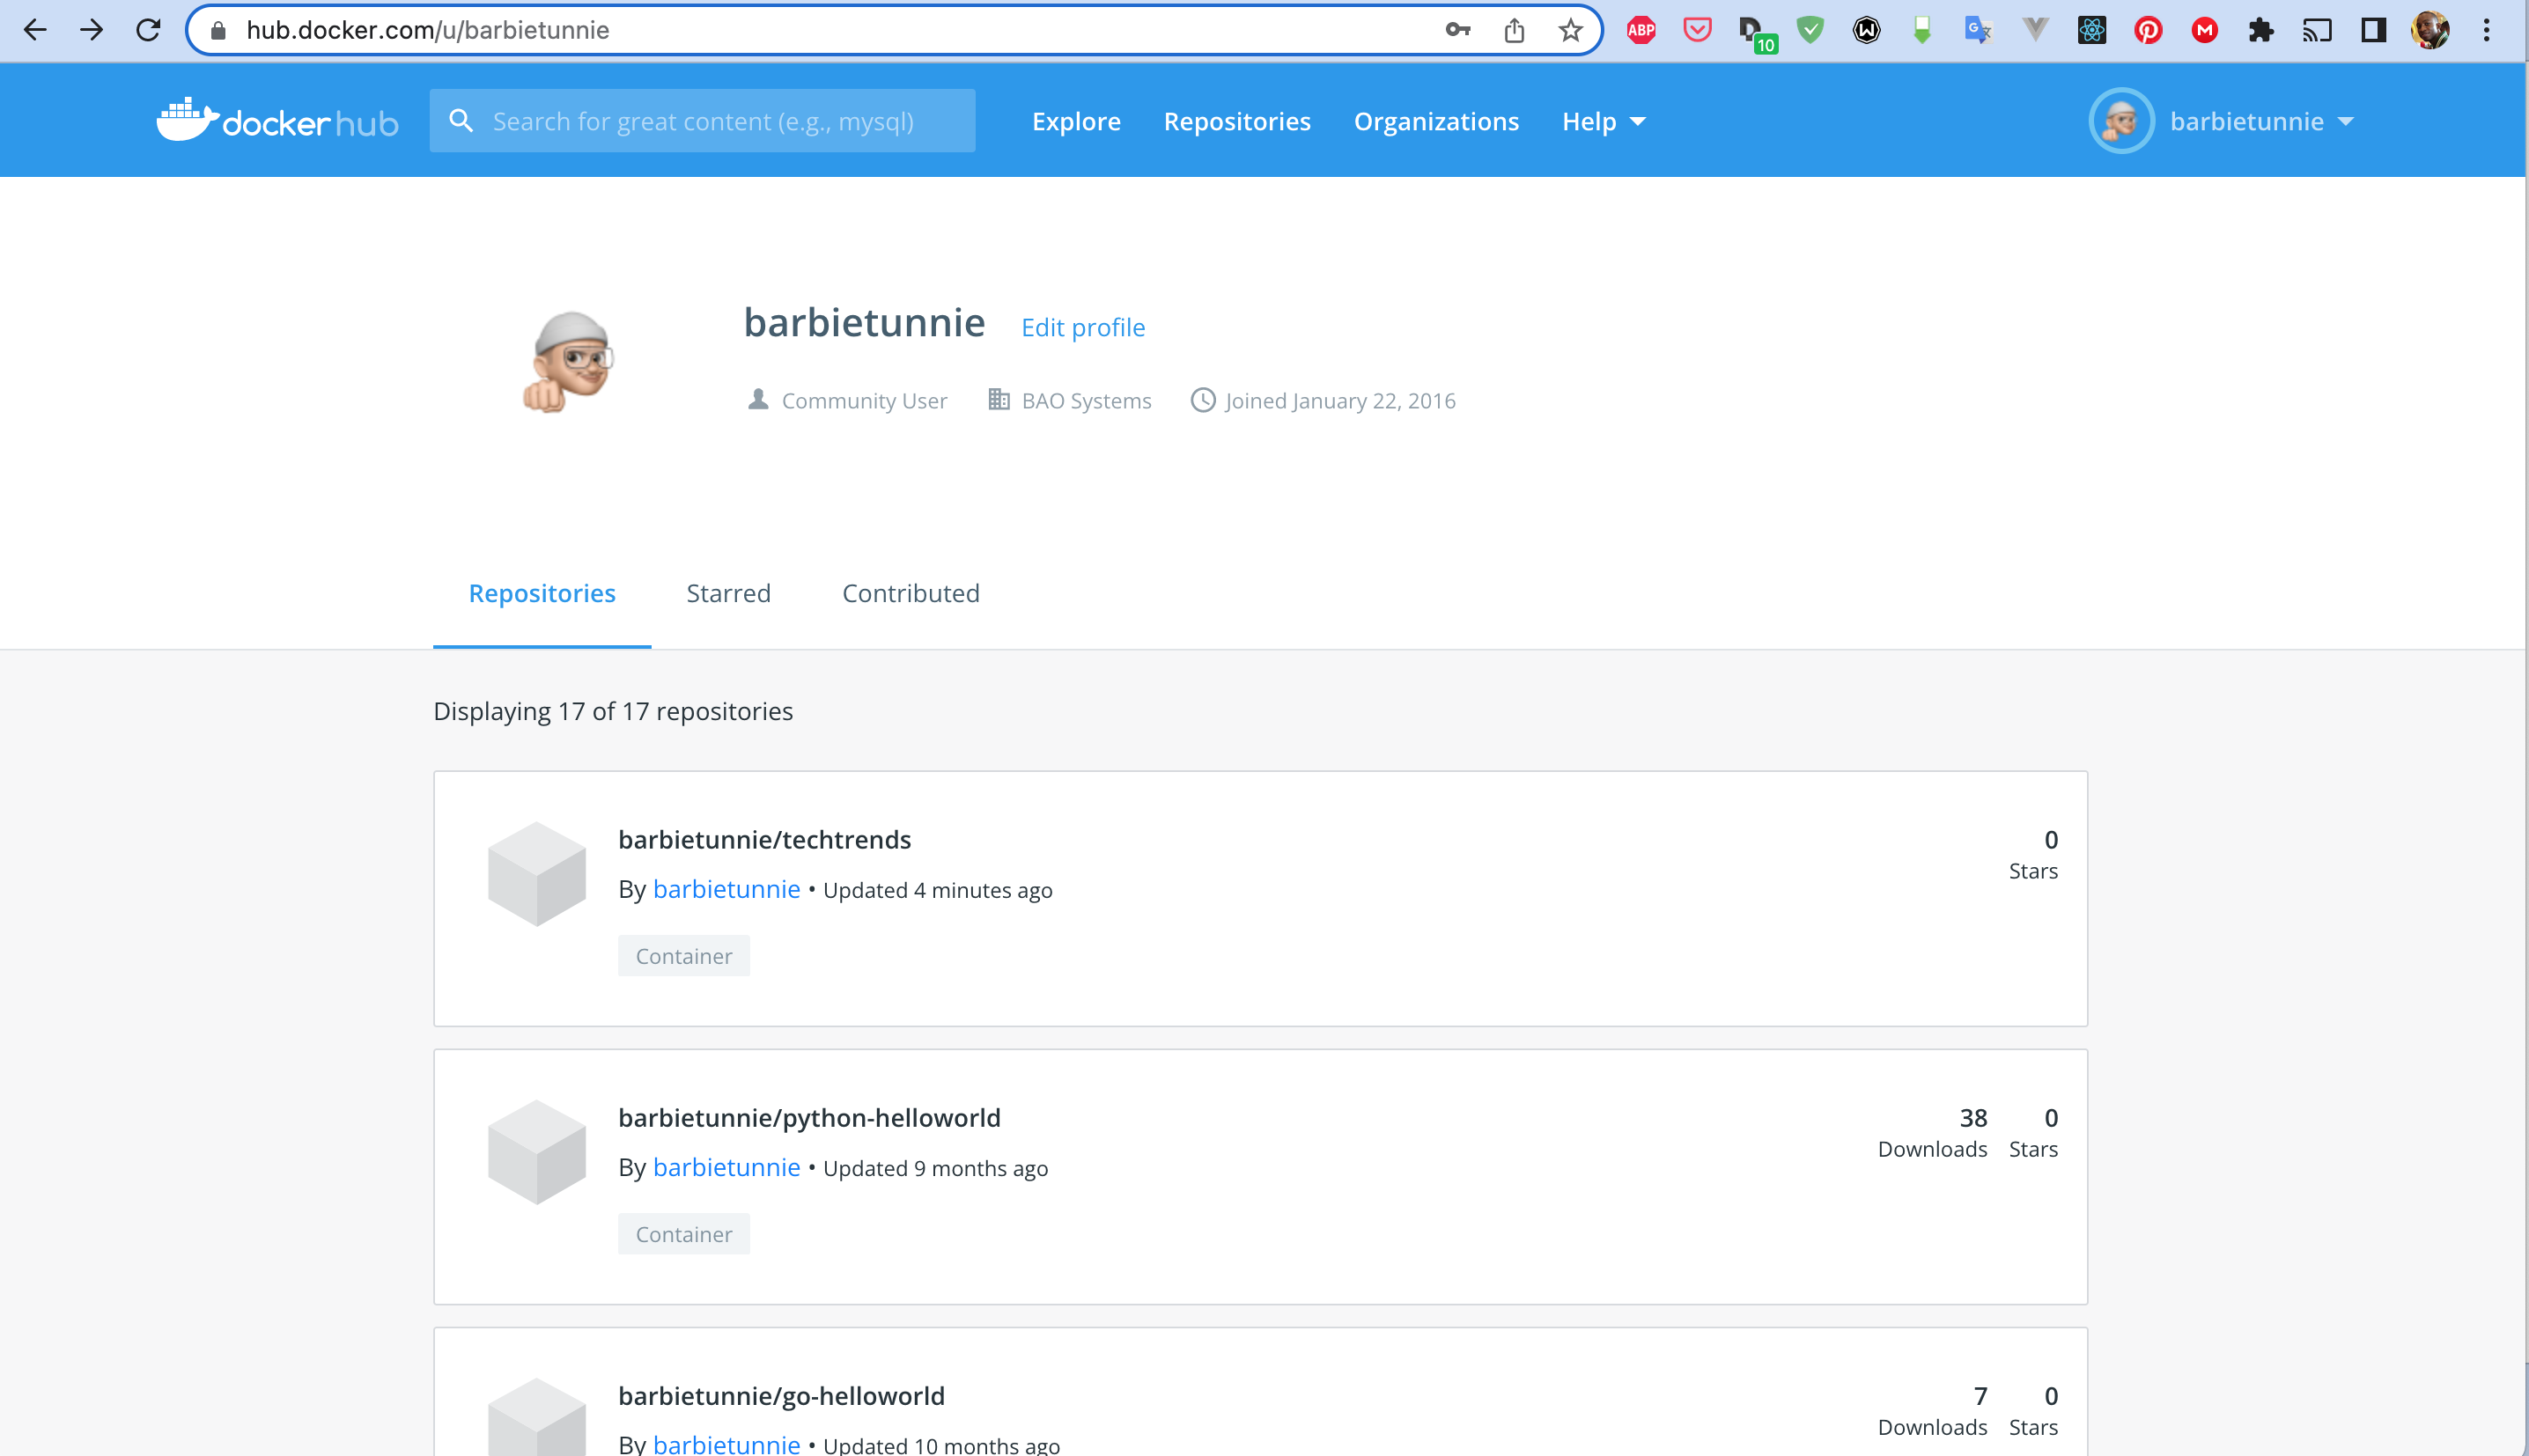 hub.docker.com/u/barbietunnie
ABP
10
docker hub
Search for great content (e.g., mysql)
Explore
Repositories
Organizations
Help
barbietunnie
barbietunnie
Edit profile
Community User
BAO Systems
Joined January 22, 2016
Repositories
Starred
Contributed
Displaying 17 of 17 repositories
barbietunnie/techtrends
0
Stars
By barbietunnie • Updated 4 minutes ago
Container
barbietunnie/python-helloworld
38
Downloads
0
Stars
By barbietunnie • Updated 9 months ago
Container
barbietunnie/go-helloworld
7
Downloads
0
Stars
By barbietunnie • Updated 10 months ago